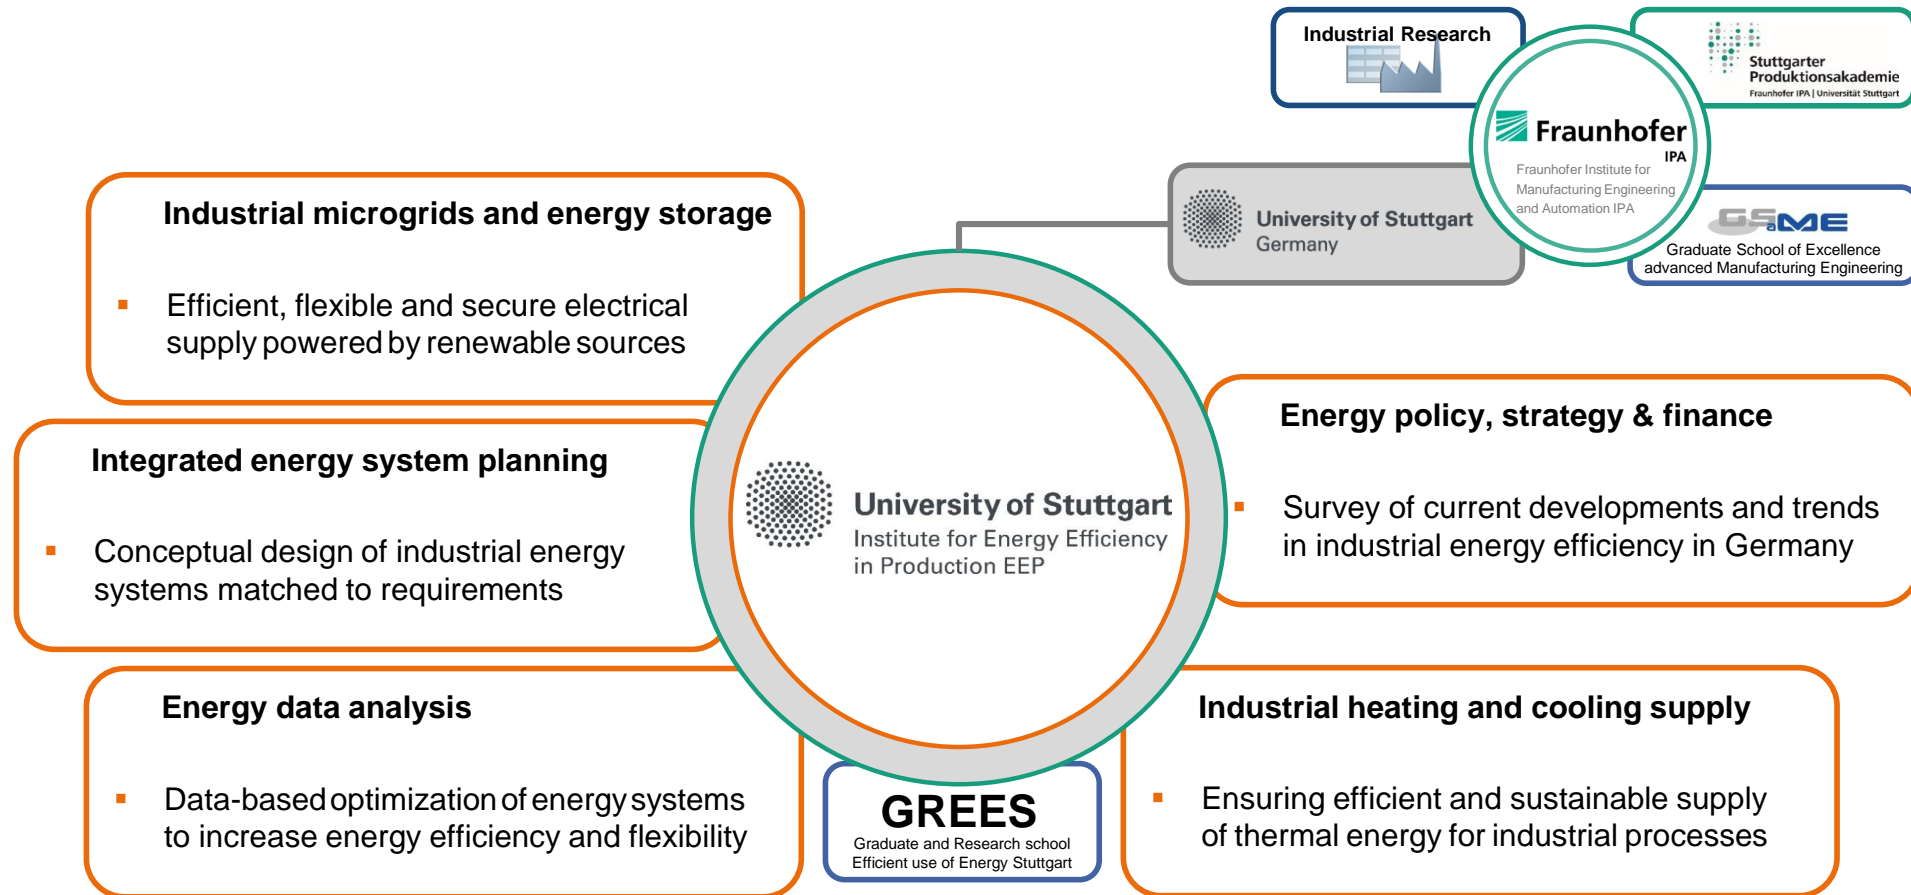 Industrial Research
Stuttgarter
Produktionsakademie
Fraunhofer IPA | Universität Stuttgart
Fraunhofer
IPA
Fraunhofer Institute for
Manufacturing Engineering
and Automation IPA
University of Stuttgart
Germany
GSaME
Graduate School of Excellence
advanced Manufacturing Engineering
Industrial microgrids and energy storage
▪ Efficient, flexible and secure electrical
supply powered by renewable sources
Integrated energy system planning
▪ Conceptual design of industrial energy
systems matched to requirements
Energy data analysis
▪ Data-based optimization of energy systems
to increase energy efficiency and flexibility
University of Stuttgart
Institute for Energy Efficiency
in Production EEP
GREES
Graduate and Research school
Efficient use of Energy Stuttgart
Energy policy, strategy & finance
▪ Survey of current developments and trends
in industrial energy efficiency in Germany
Industrial heating and cooling supply
▪ Ensuring efficient and sustainable supply
of thermal energy for industrial processes